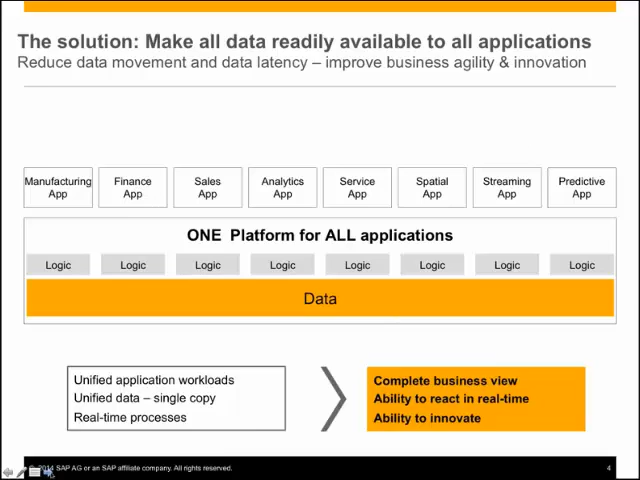 The solution: Make all data readily available to all applications
Reduce data movement and data latency – improve business agility & innovation
Manufacturing App
Finance App
Sales App
Analytics App
Service App
Spatial App
Streaming App
Predictive App
ONE Platform for ALL applications
Logic Logic Logic Logic Logic Logic Logic Logic
Data
Unified application workloads
Unified data – single copy
Real-time processes
Complete business view
Ability to react in real-time
Ability to innovate
© 2014 SAP AG or an SAP affiliate company. All rights reserved.
4